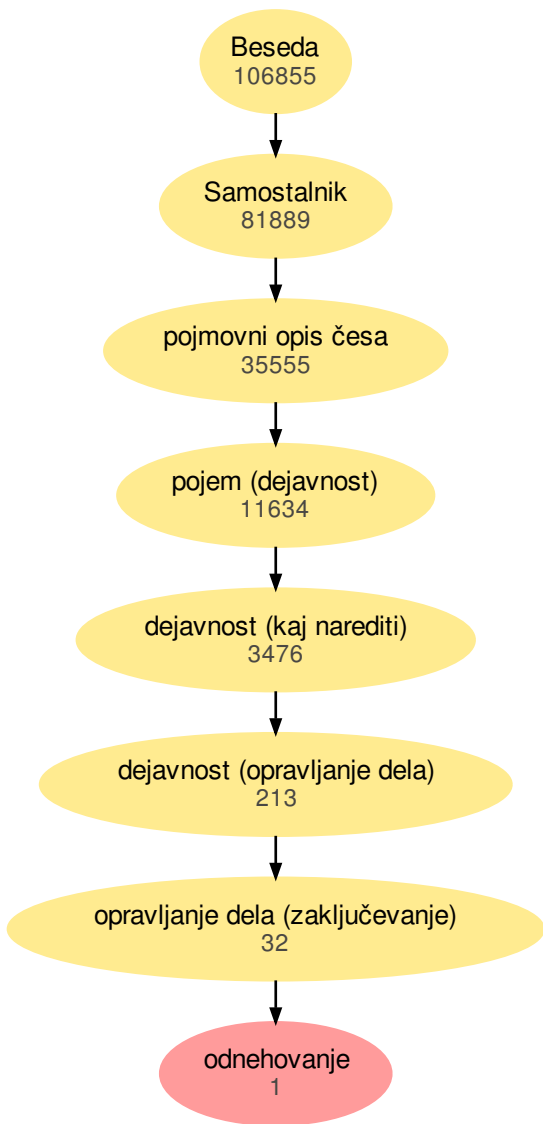 Beseda
106855
Samostalnik
81889
pojmovni opis česa
35555
pojem (dejavnost)
11634
dejavnost (kaj narediti)
3476
dejavnost (opravljanje dela)
213
opravljanje dela (zaključevanje)
32
odnehovanje
1